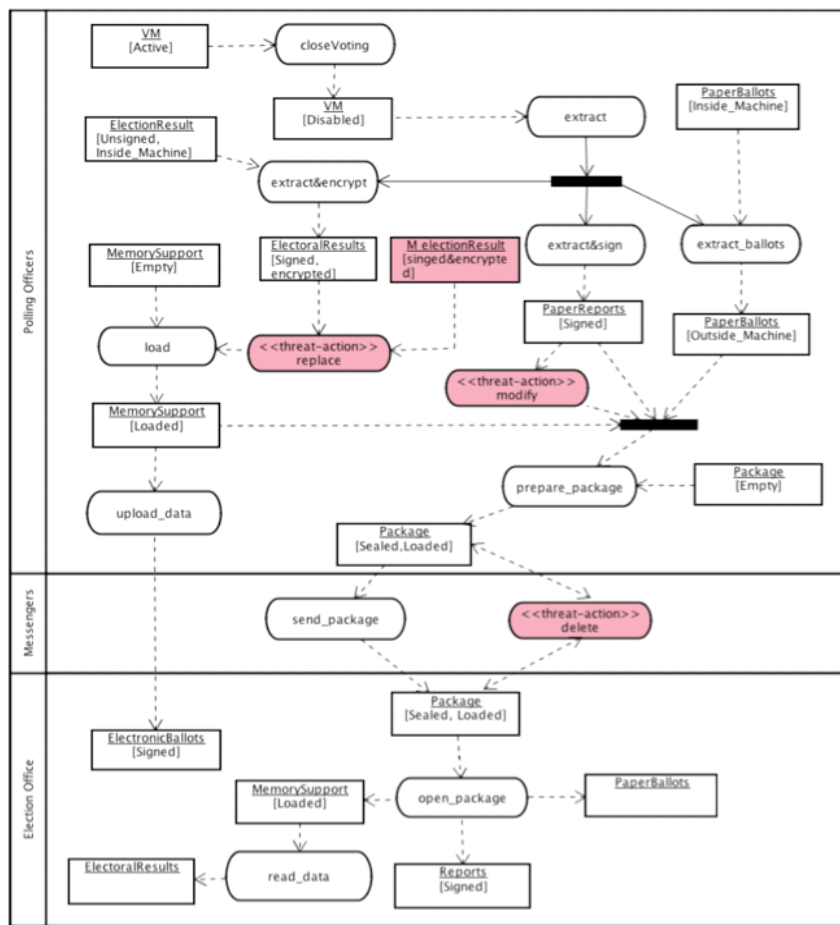 VM
[Active]
closeVoting
VM
[Disabled]
extract
PaperBallots
[Inside_Machine]
ElectionResult
[Unsigned,
Inside_Machine]
extract&encrypt
ElectoralResults
[Signed,
encrypted]
M electionResult
[singed&encrypte
d]
extract&sign
extract_ballots
MemorySupport
[Empty]
PaperReports
[Signed]
PaperBallots
[Outside_Machine]
load
<<threat-action>>
replace
<<threat-action>>
modify
MemorySupport
[Loaded]
prepare_package
Package
[Empty]
upload_data
Package
[Sealed,Loaded]
Polling Officers
send_package
<<threat-action>>
delete
Messengers
Package
[Sealed, Loaded]
ElectronicBallots
[Signed]
MemorySupport
[Loaded]
open_package
PaperBallots
ElectoralResults
read_data
Reports
[Signed]
Election Office